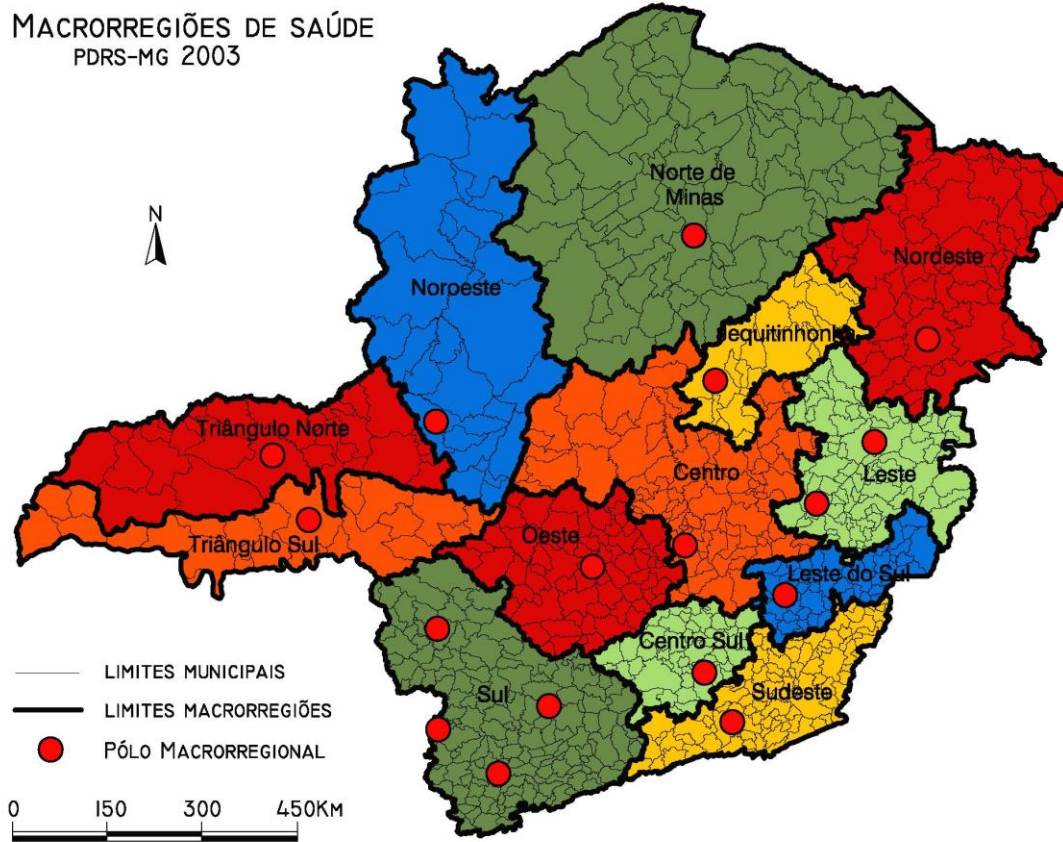 MACRORREGIÕES DE SAÚDE
PDRS-MG 2003
N
Norte de
Minas
Nordeste
Noroeste
Jequitinhonha
Triângulo Norte
Centro
Leste
Triângulo Sul
Oeste
Leste do Sul
Centro Sul
Sul
Sudeste
LIMITES MUNICIPAIS
LIMITES MACRORREGIÕES
PÓLO MACRORREGIONAL
0 150 300 450KM